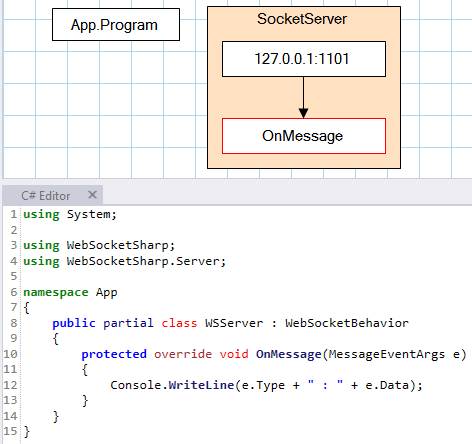 App.Program
SocketServer
127.0.0.1:1101
OnMessage
C# Editor ✕
1 using System;
2
3 using WebSocketSharp;
4 using WebSocketSharp.Server;
5
6 namespace App
7 {
8     public partial class WSServer : WebSocketBehavior
9     {
10         protected override void OnMessage(MessageEventArgs e)
11         {
12             Console.WriteLine(e.Type + " : " + e.Data);
13         }
14     }
15 }